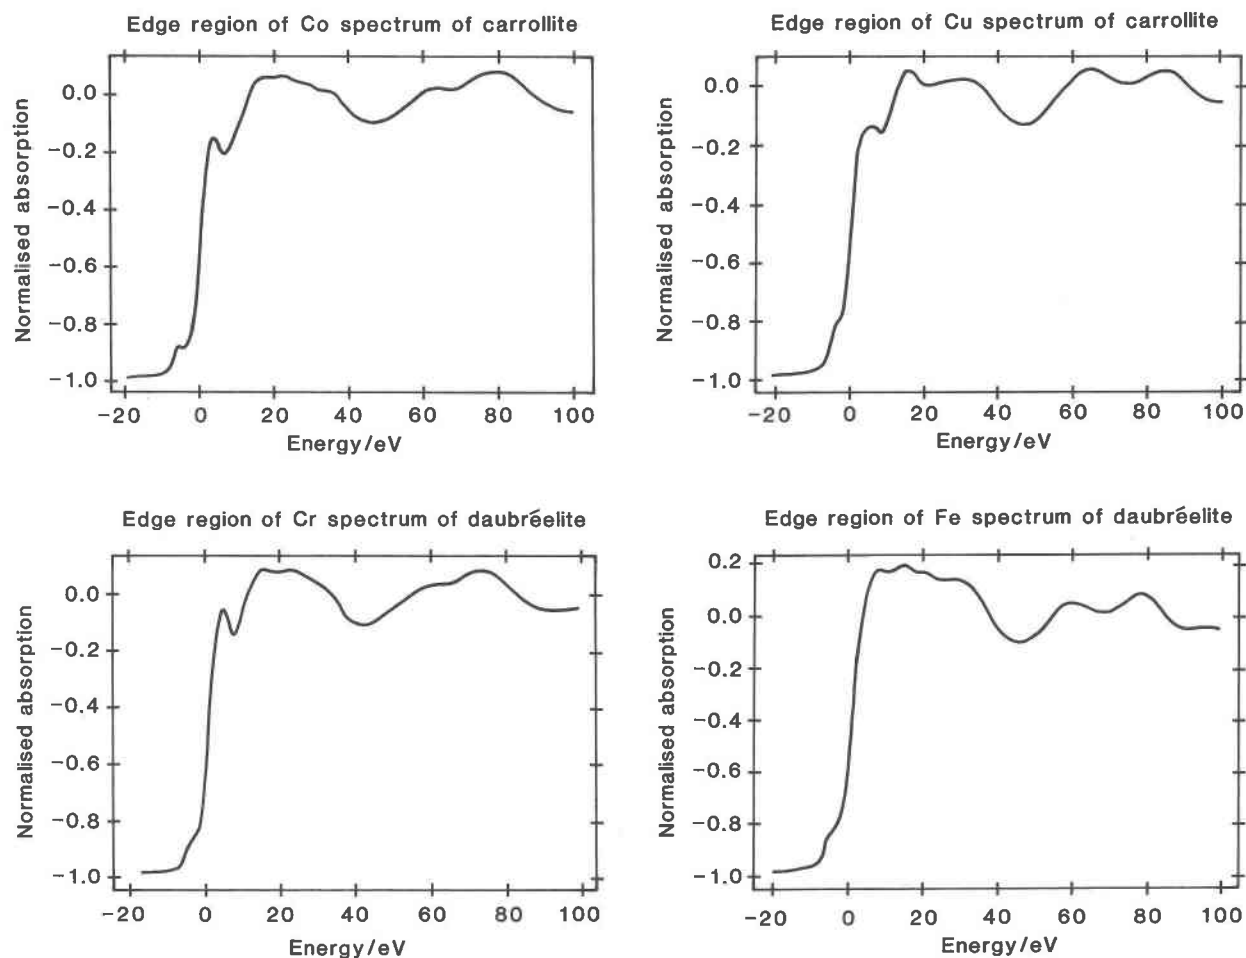 Edge region of Co spectrum of carrollite
Normalised absorption
0.0
−0.2
−0.4
−0.6
−0.8
−1.0
−20 0 20 40 60 80 100
Energy/eV
Edge region of Cu spectrum of carrollite
Normalised absorption
0.0
−0.2
−0.4
−0.6
−0.8
−1.0
−20 0 20 40 60 80 100
Energy/eV
Edge region of Cr spectrum of daubréelite
Normalised absorption
0.0
−0.2
−0.4
−0.6
−0.8
−1.0
−20 0 20 40 60 80 100
Energy/eV
Edge region of Fe spectrum of daubréelite
Normalised absorption
0.2
0.0
−0.2
−0.4
−0.6
−0.8
−1.0
−20 0 20 40 60 80 100
Energy/eV